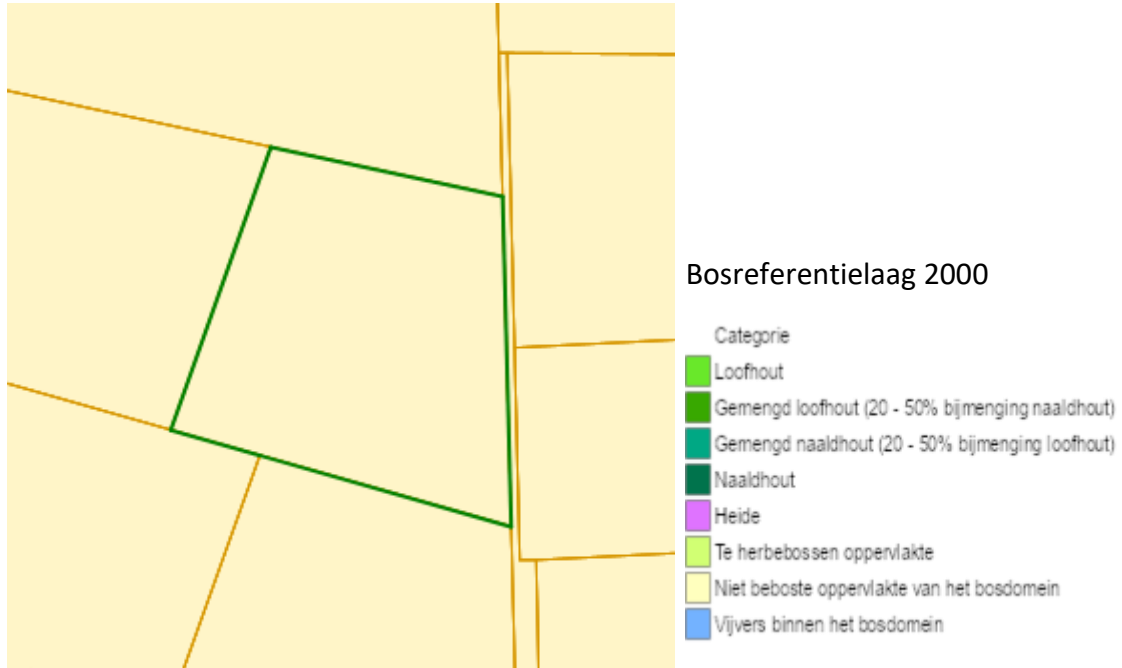 Bosreferentielaag 2000
Categorie
Loofhout
Gemengd loofhout (20 - 50% bijmenging naaldhout)
Gemengd naaldhout (20 - 50% bijmenging loofhout)
Naaldhout
Heide
Te herbebossen oppervlakte
Niet beboste oppervlakte van het bosdomein
Vijvers binnen het bosdomein